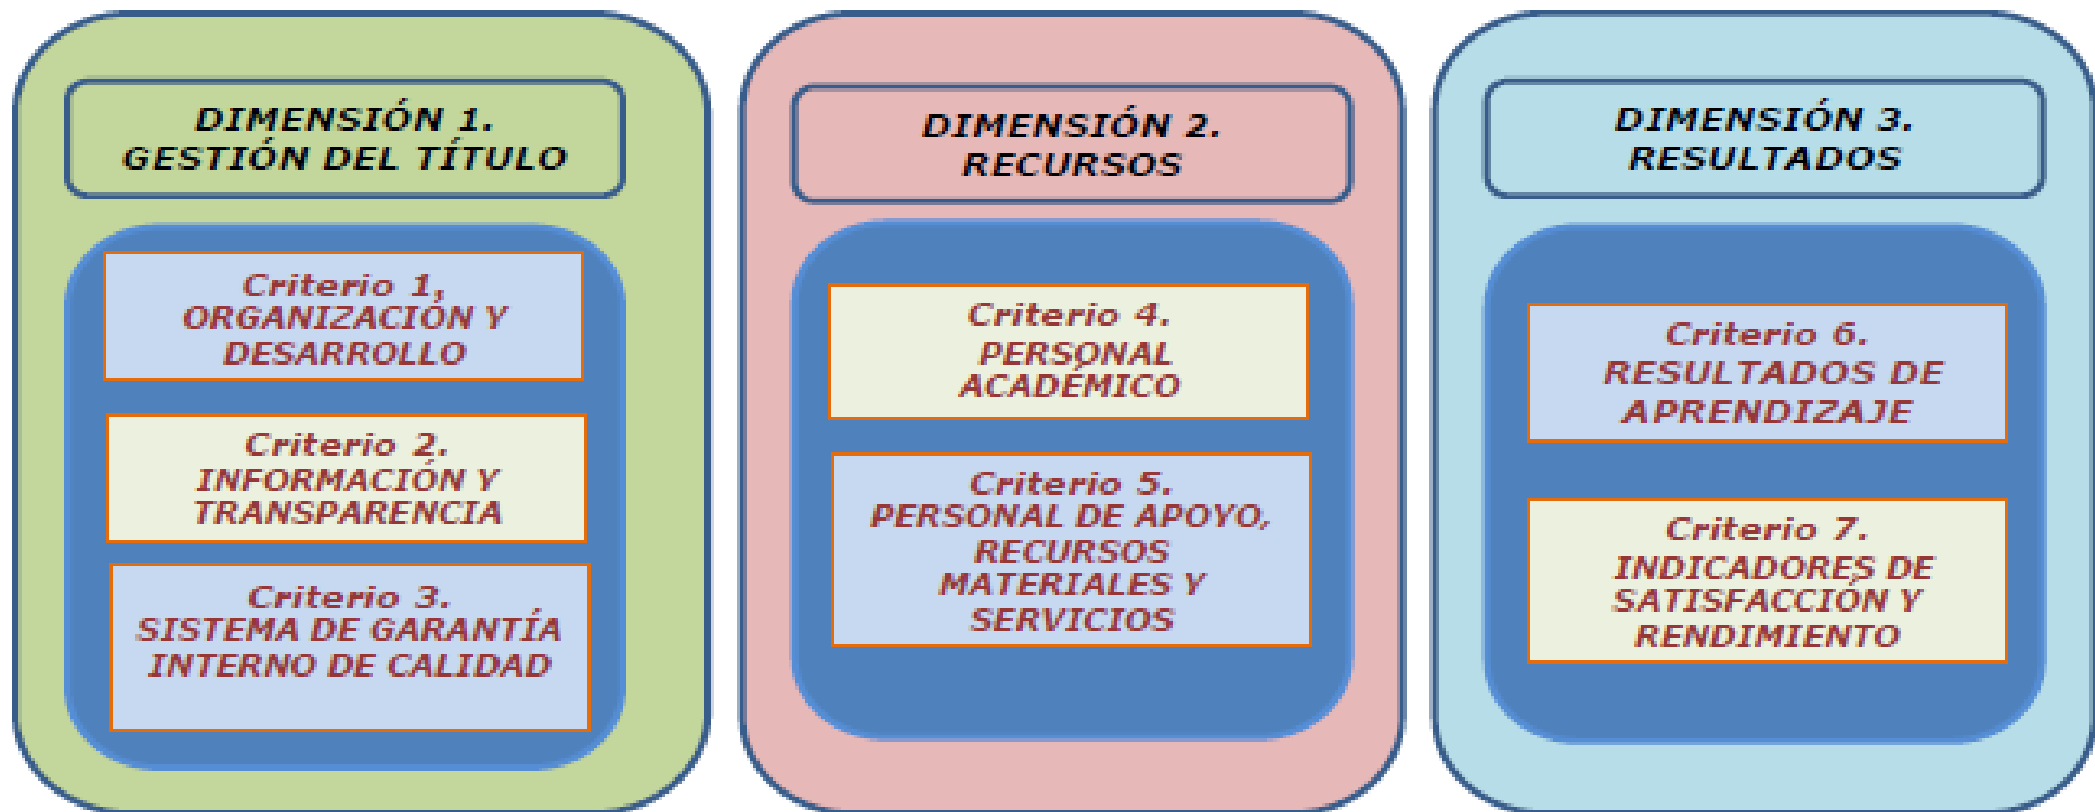 DIMENSIÓN 1.
GESTIÓN DEL TÍTULO
Criterio 1,
ORGANIZACIÓN Y
DESARROLLO
Criterio 2.
INFORMACIÓN Y
TRANSPARENCIA
Criterio 3.
SISTEMA DE GARANTÍA
INTERNO DE CALIDAD
DIMENSIÓN 2.
RECURSOS
Criterio 4.
PERSONAL
ACADÉMICO
Criterio 5.
PERSONAL DE APOYO,
RECURSOS
MATERIALES Y
SERVICIOS
DIMENSIÓN 3.
RESULTADOS
Criterio 6.
RESULTADOS DE
APRENDIZAJE
Criterio 7.
INDICADORES DE
SATISFACCIÓN Y
RENDIMIENTO